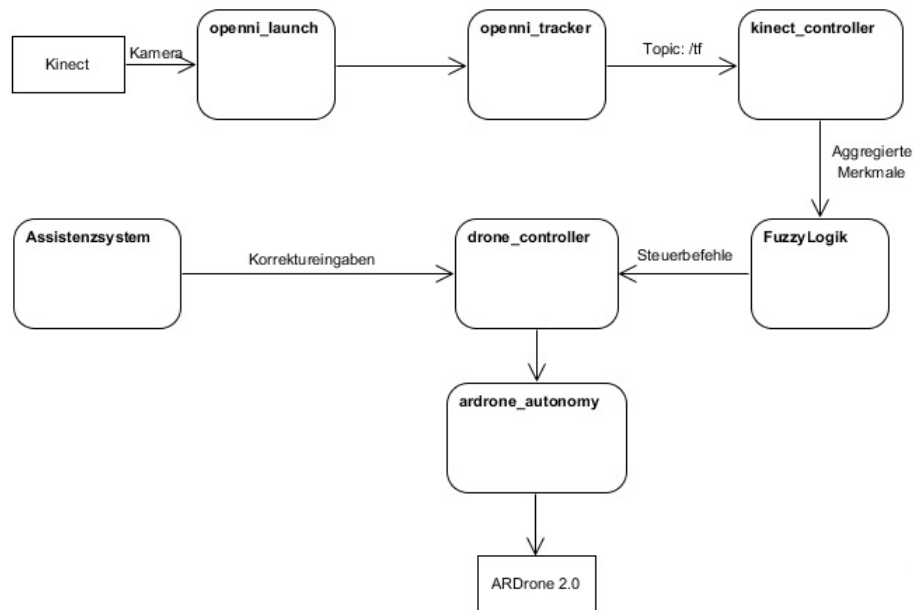 openni_launch
openni_tracker
kinect_controller
Kinect
Kamera
Topic: /tf
Aggregierte
Merkmale
Assistenzsystem
drone_controller
FuzzyLogik
Korrektureingaben
Steuerbefehle
ardrone_autonomy
ARDrone 2.0